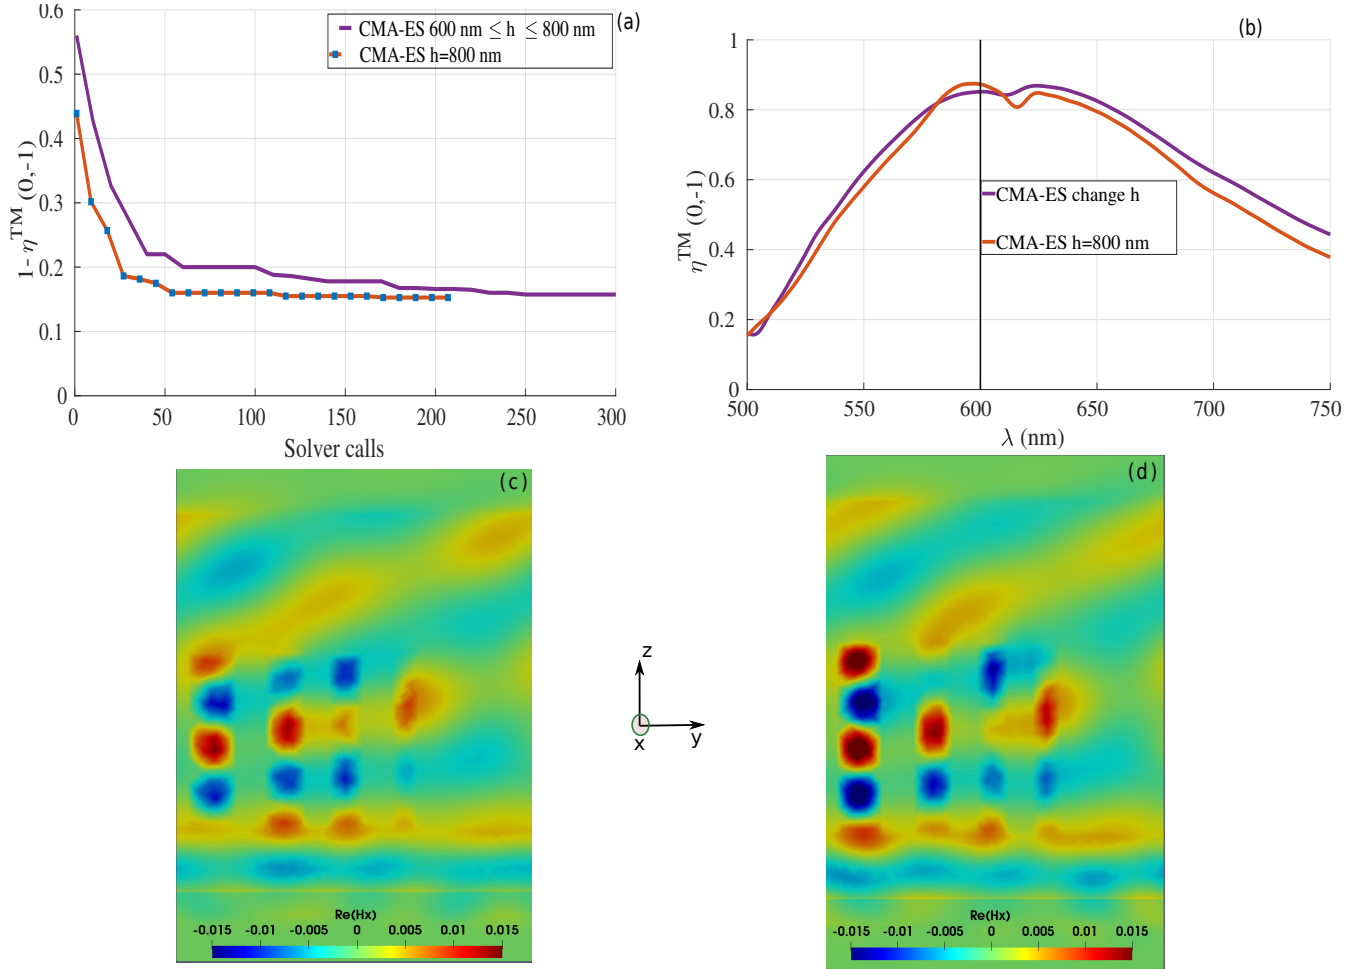 0.6
0.5
0.4
0.3
0.2
0.1
0
0 50 100 150 200 250 300
1- η^TM (0,-1)
Solver calls
CMA-ES 600 nm ≤ h ≤ 800 nm
CMA-ES h=800 nm
(a)
(b)
1
0.8
0.6
0.4
0.2
0
500 550 600 650 700 750
η^TM (0,-1)
λ (nm)
CMA-ES change h
CMA-ES h=800 nm
(c)
Re(Hx)
-0.015 -0.01 -0.005 0 0.005 0.01 0.015
z
x
y
(d)
Re(Hx)
-0.015 -0.01 -0.005 0 0.005 0.01 0.015